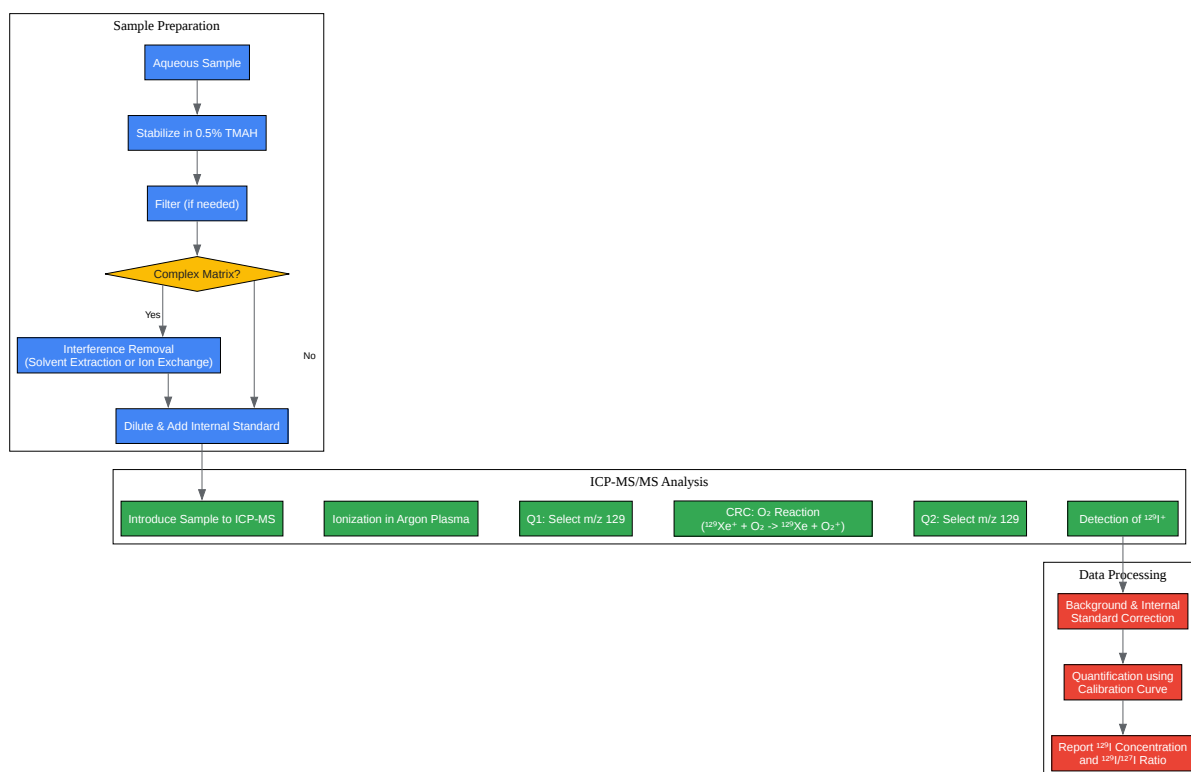 Sample Preparation
Aqueous Sample
Stabilize in 0.5% TMAH
Filter (if needed)
Complex Matrix?
Yes
Interference Removal
(Solvent Extraction or Ion Exchange)
No
Dilute & Add Internal Standard
ICP-MS/MS Analysis
Introduce Sample to ICP-MS
Ionization in Argon Plasma
Q1: Select m/z 129
CRC: O₂ Reaction
(¹²⁹Xe⁺ + O₂ -> ¹²⁹Xe + O₂⁺)
Q2: Select m/z 129
Detection of ¹²⁹I⁺
Data Processing
Background & Internal
Standard Correction
Quantification using
Calibration Curve
Report ¹²⁹I Concentration
and ¹²⁹I/¹²⁷I Ratio